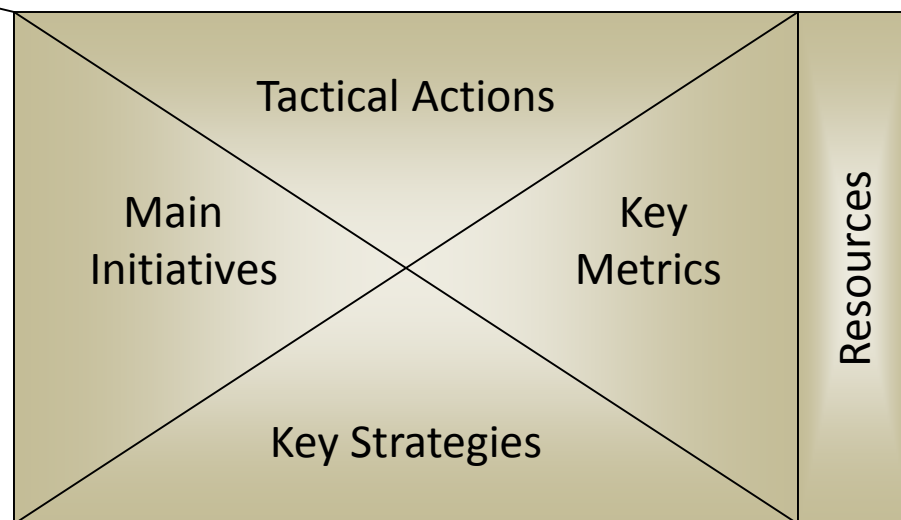 Tactical Actions
Main
Initiatives
Key
Metrics
Resources
Key Strategies